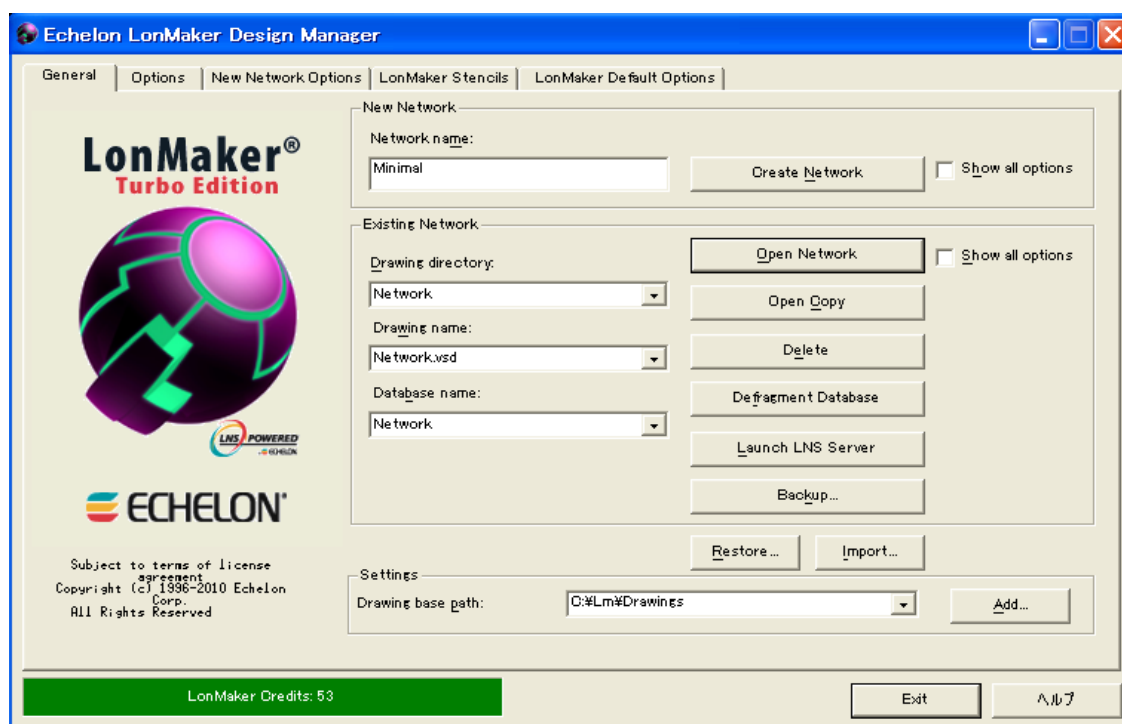 Echelon LonMaker Design Manager
General Options New Network Options LonMaker Stencils LonMaker Default Options
LonMaker®
Turbo Edition
LNS POWERED
ECHELON
ECHELON®
Subject to terms of license
agreement
Copyright (c) 1996-2010 Echelon
Corp.
All Rights Reserved
New Network
Network name:
Minimal
Create Network
Show all options
Existing Network
Drawing directory:
Network
Drawing name:
Network.vsd
Database name:
Network
Open Network
Show all options
Open Copy
Delete
Defragment Database
Launch LNS Server
Backup...
Restore...
Import...
Settings
Drawing base path:
C:¥Lm¥Drawings
Add...
LonMaker Credits: 53
Exit
ヘルプ